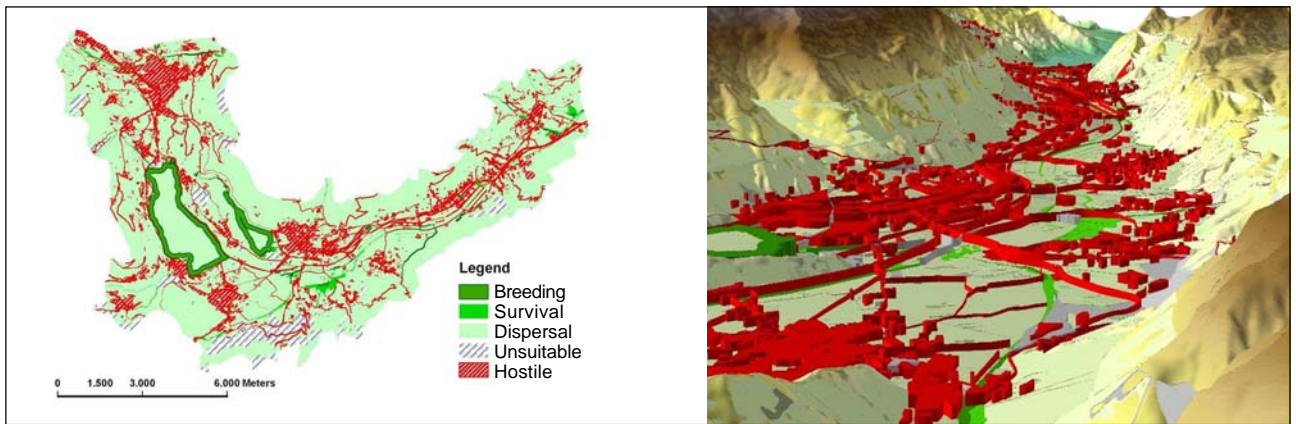 Legend
Breeding
Survival
Dispersal
Unsuitable
Hostile
0 1.500 3.000 6.000 Meters